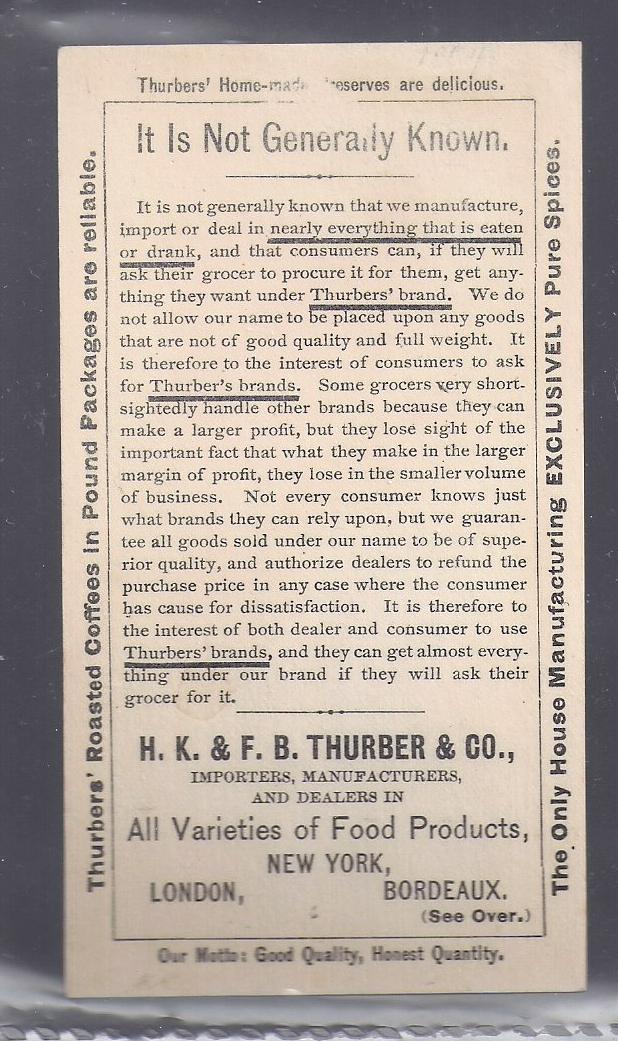 Thurbers' Home-made Preserves are delicious.
It Is Not Generally Known.
It is not generally known that we manufacture,
import or deal in nearly everything that is eaten
or drank, and that consumers can, if they will
ask their grocer to procure it for them, get any-
thing they want under Thurbers' brand. We do
not allow our name to be placed upon any goods
that are not of good quality and full weight. It
is therefore to the interest of consumers to ask
for Thurber's brands. Some grocers very short-
sightedly handle other brands because they can
make a larger profit, but they lose sight of the
important fact that what they make in the larger
margin of profit, they lose in the smaller volume
of business. Not every consumer knows just
what brands they can rely upon, but we guaran-
tee all goods sold under our name to be of supe-
rior quality, and authorize dealers to refund the
purchase price in any case where the consumer
has cause for dissatisfaction. It is therefore to
the interest of both dealer and consumer to use
Thurbers' brands, and they can get almost every-
thing under our brand if they will ask their
grocer for it.
H. K. & F. B. THURBER & CO.,
IMPORTERS, MANUFACTURERS,
AND DEALERS IN
All Varieties of Food Products,
NEW YORK,
LONDON, BORDEAUX.
(See Over.)
Our Motto: Good Quality, Honest Quantity.
Thurbers' Roasted Coffees in Pound Packages are reliable.
The Only House Manufacturing EXCLUSIVELY Pure Spices.